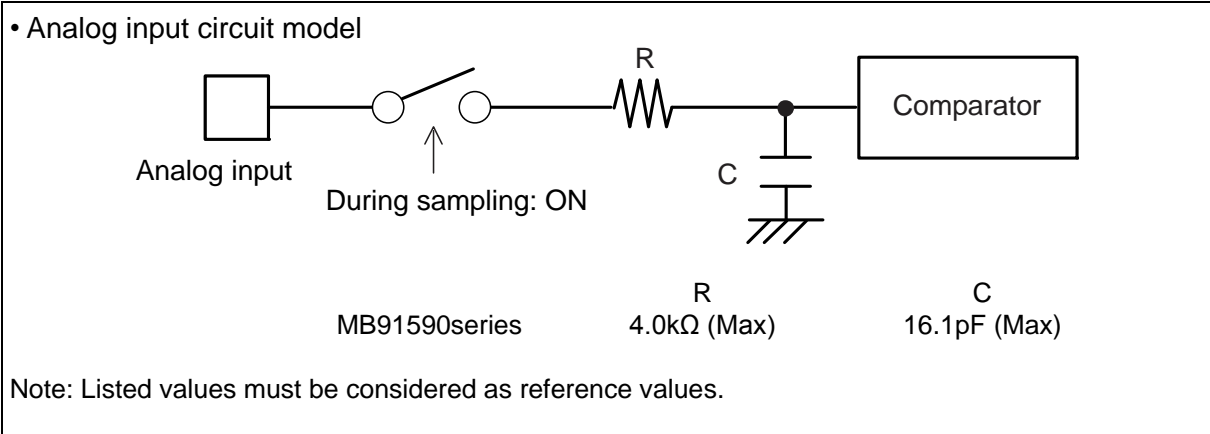 • Analog input circuit model
R
Comparator
Analog input
C
During sampling: ON
R C
MB91590series 4.0kΩ (Max) 16.1pF (Max)
Note: Listed values must be considered as reference values.